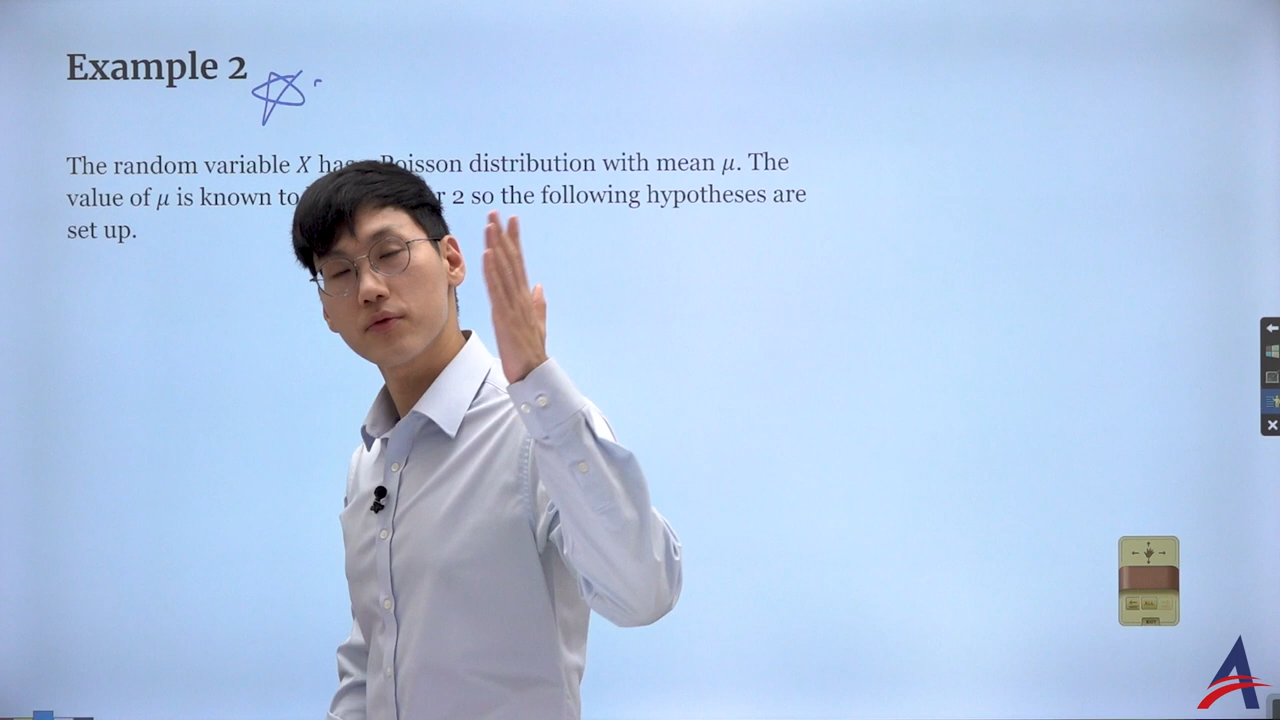 Example 2
The random variable X has Poisson distribution with mean μ. The
value of μ is known to 2 so the following hypotheses are
set up.